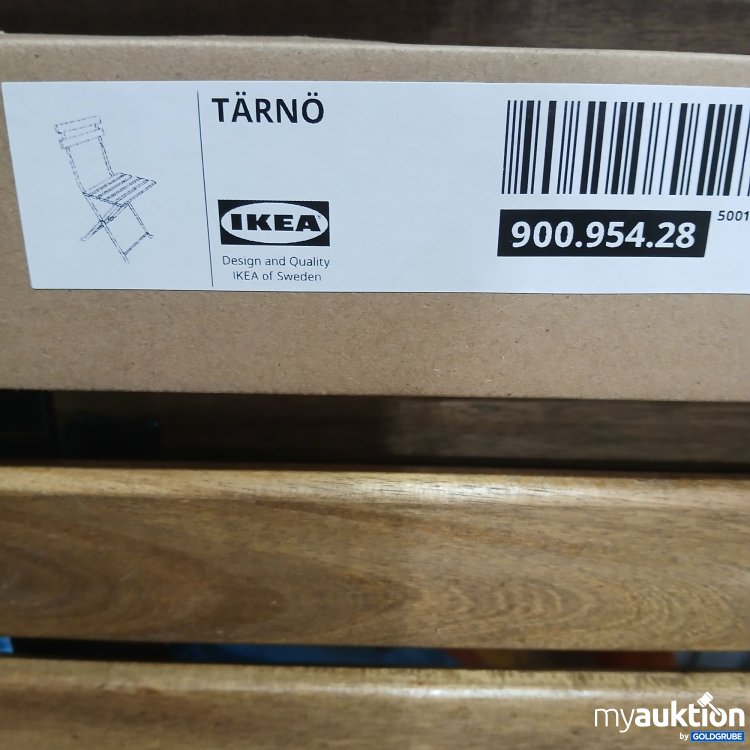 TÄRNÖ
IKEA
Design and Quality
IKEA of Sweden
900.954.28
5001
myauktion
by GOLDGRUBE